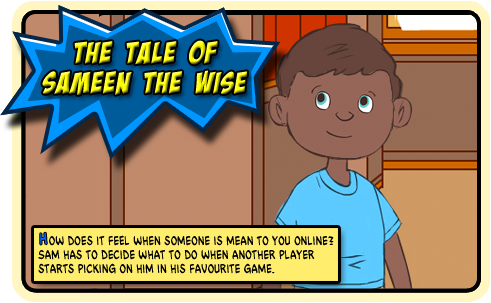 THE TALE OF
SAMEEN THE WISE
HOW DOES IT FEEL WHEN SOMEONE IS MEAN TO YOU ONLINE?
SAM HAS TO DECIDE WHAT TO DO WHEN ANOTHER PLAYER
STARTS PICKING ON HIM IN HIS FAVOURITE GAME.